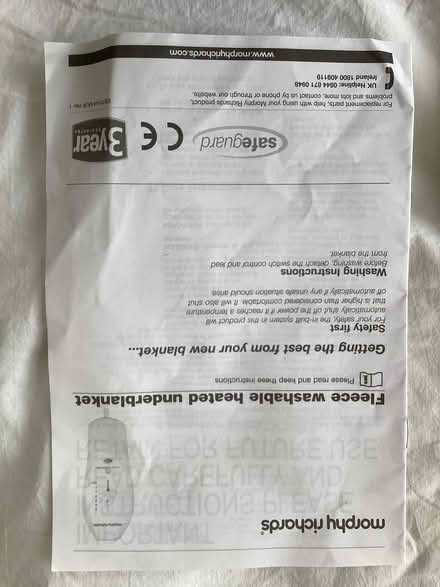 morphy richards®
IMPORTANT
INSTRUCTIONS PLEASE
READ CAREFULLY AND
RETAIN FOR FUTURE USE
morphy richards
Fleece washable heated underblanket
Please read and keep these instructions
Getting the best from your new blanket...
Safety first
For your safety, the in-built system in this product will
automatically shut off the power if it reaches a temperature
that is higher than considered comfortable. It will also shut
off automatically if any unsafe situation should arise.
Washing Instructions
Before washing, detach the switch control and lead
from the blanket.
safeguard
CE
3 year
guarantee
For replacement parts, help with using your Morphy Richards product,
problems and lots more, contact us by phone or through our website.
UK Helpline: 0844 871 0948
Ireland 1800 409119
www.morphyrichards.com